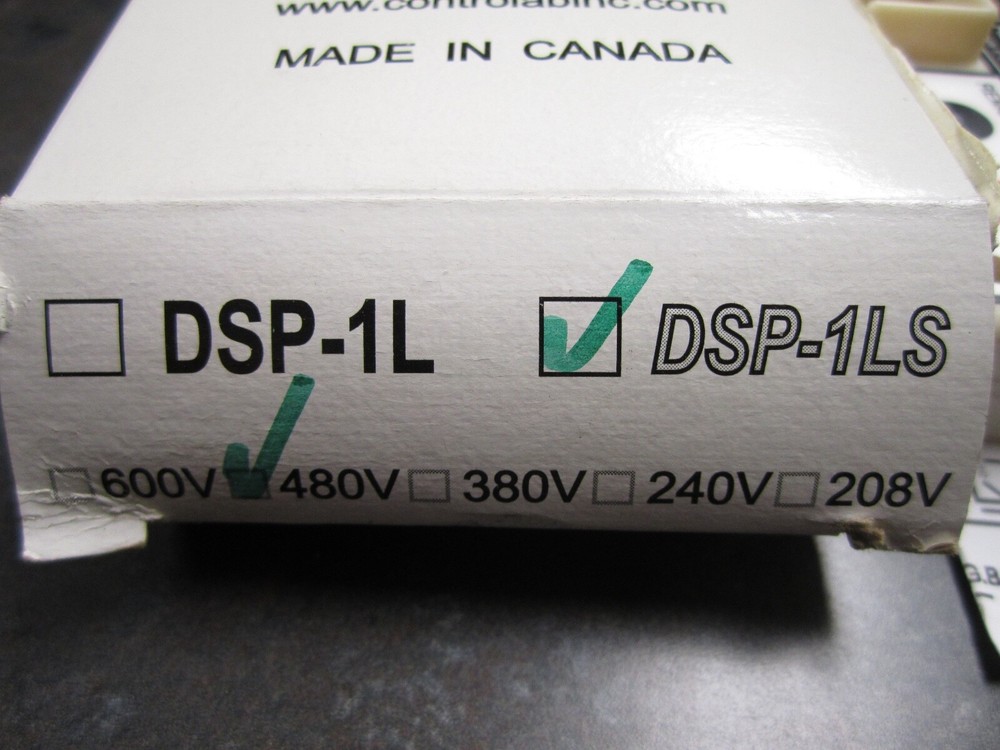 www.controlabinc.com
MADE IN CANADA
DSP-1L DSP-1LS
600V 480V 380V 240V 208V
G.B